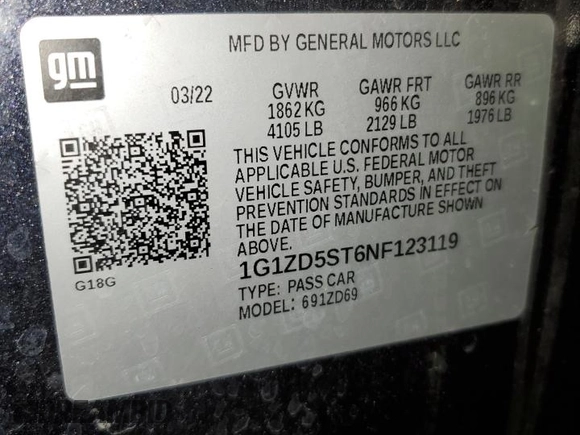 gm
MFD BY GENERAL MOTORS LLC
03/22
GVWR
1862 KG
4105 LB
GAWR FRT
966 KG
2129 LB
GAWR RR
896 KG
1976 LB
THIS VEHICLE CONFORMS TO ALL
APPLICABLE U.S. FEDERAL MOTOR
VEHICLE SAFETY, BUMPER, AND THEFT
PREVENTION STANDARDS IN EFFECT ON
THE DATE OF MANUFACTURE SHOWN
ABOVE.
1G1ZD5ST6NF123119
TYPE: PASS CAR
MODEL: 691ZD69
G18G